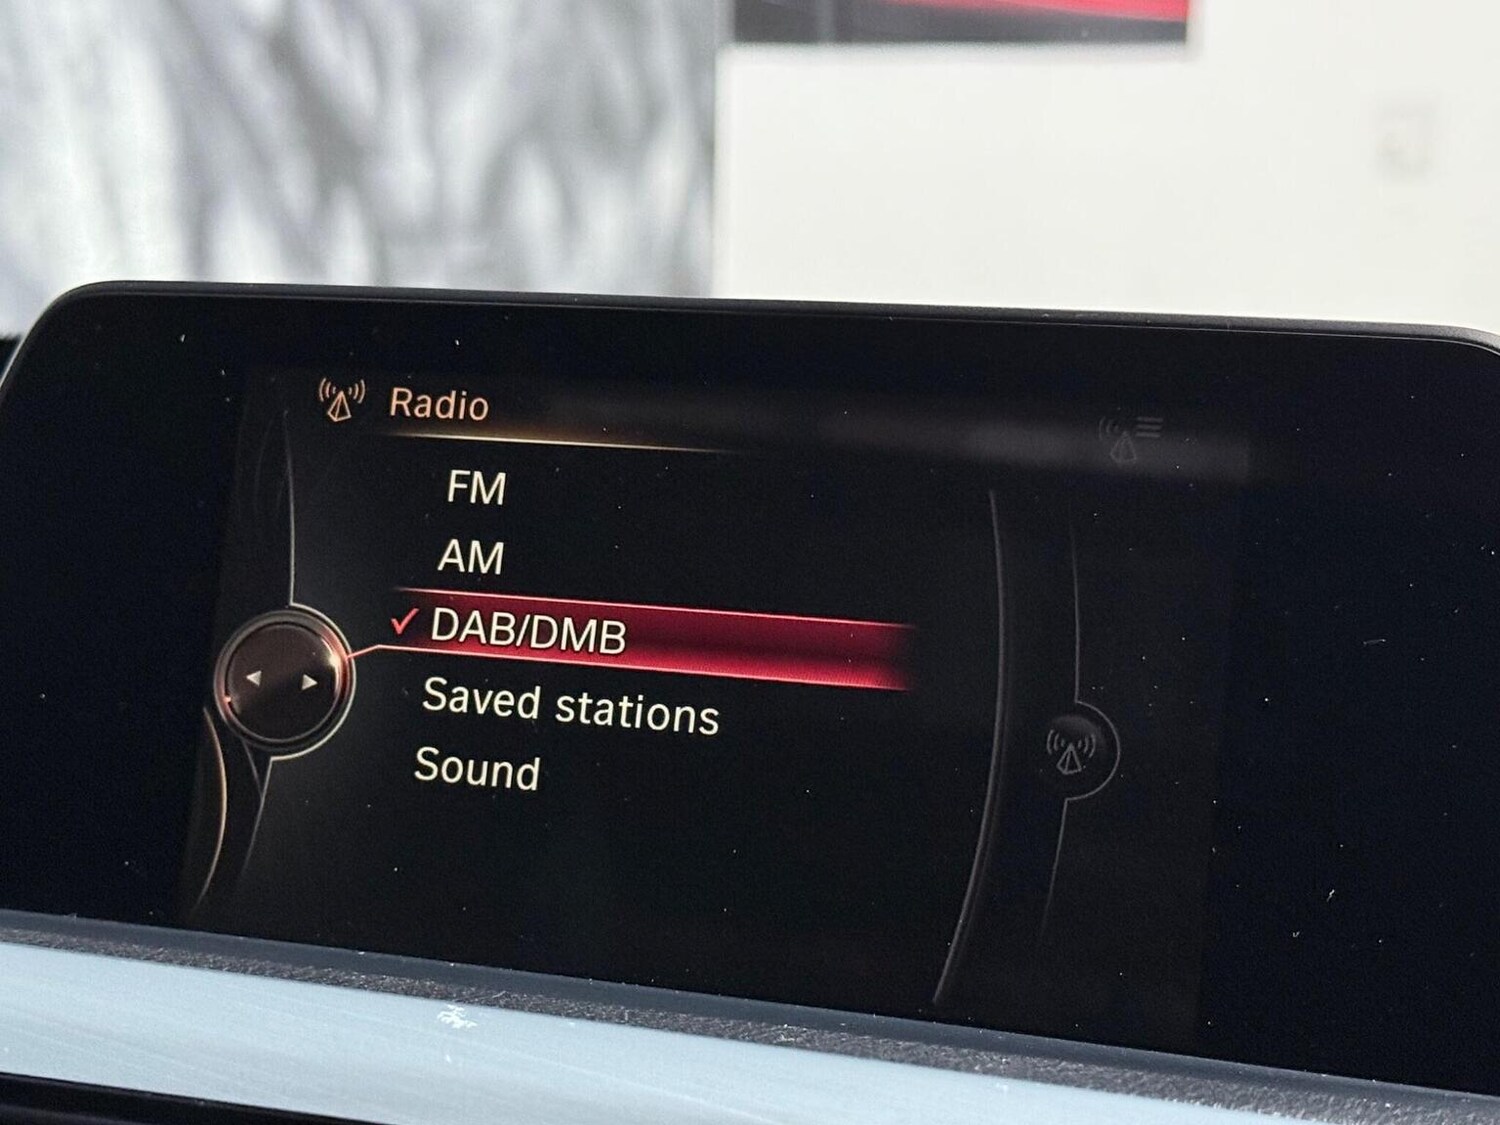 Radio
FM
AM
DAB/DMB
Saved stations
Sound